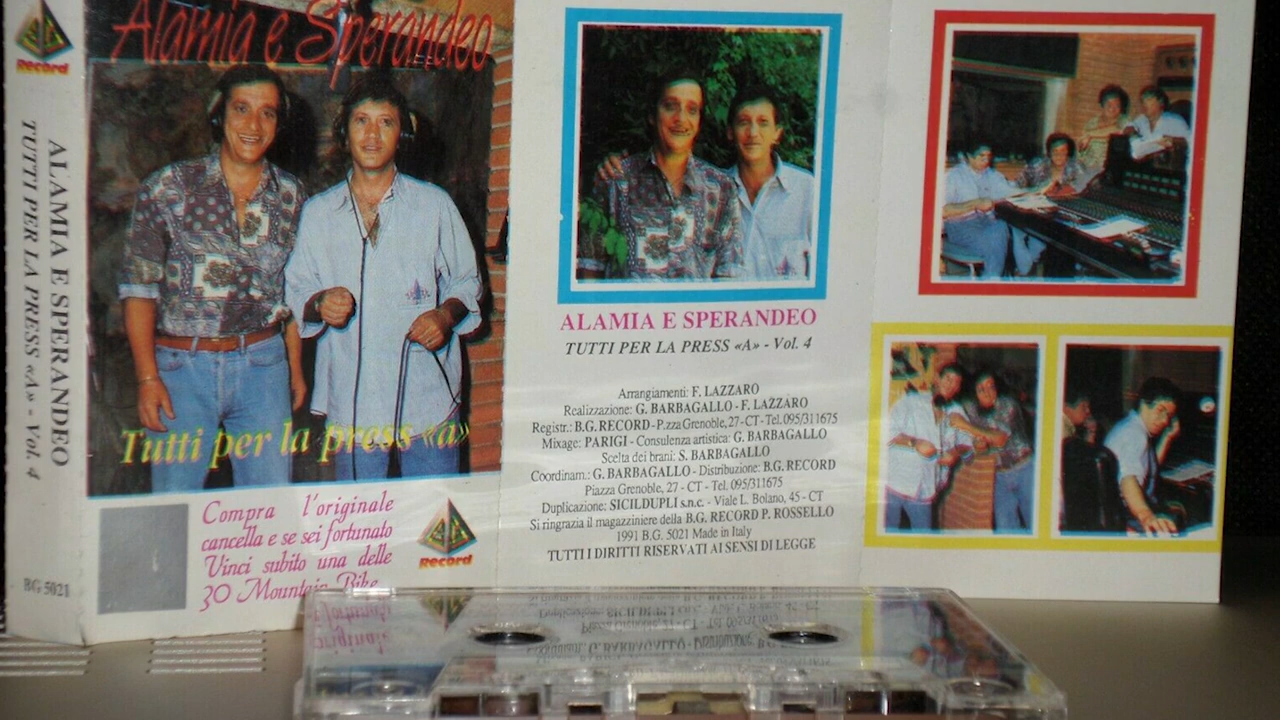 Record
ALAMIA E SPERANDEO
TUTTI PER LA PRESS «A» - Vol. 4
BG 5021
Alamia e Sperandeo
Tutti per la press «a»
Compra l'originale
cancella e se sei fortunato
Vinci subito una delle
30 Mountain Bike
Record
ALAMIA E SPERANDEO
TUTTI PER LA PRESS «A» - Vol. 4
Arrangiamenti: F. LAZZARO
Realizzazione: G. BARBAGALLO - F. LAZZARO
Registr.: B.G. RECORD - P.zza Grenoble, 27 - CT - Tel. 095/311675
Mixage: PARIGI - Consulenza artistica: G. BARBAGALLO
Scelta dei brani: S. BARBAGALLO
Coordinam.: G. BARBAGALLO - Distribuzione: B.G. RECORD
Piazza Grenoble, 27 - CT - Tel. 095/311675
Duplicazione: SICILDUPLI s.n.c. - Viale L. Bolano, 45 - CT
Si ringrazia il magazziniere della B.G. RECORD P. ROSSELLO
1991 B.G. 5021 Made in Italy
TUTTI I DIRITTI RISERVATI AI SENSI DI LEGGE